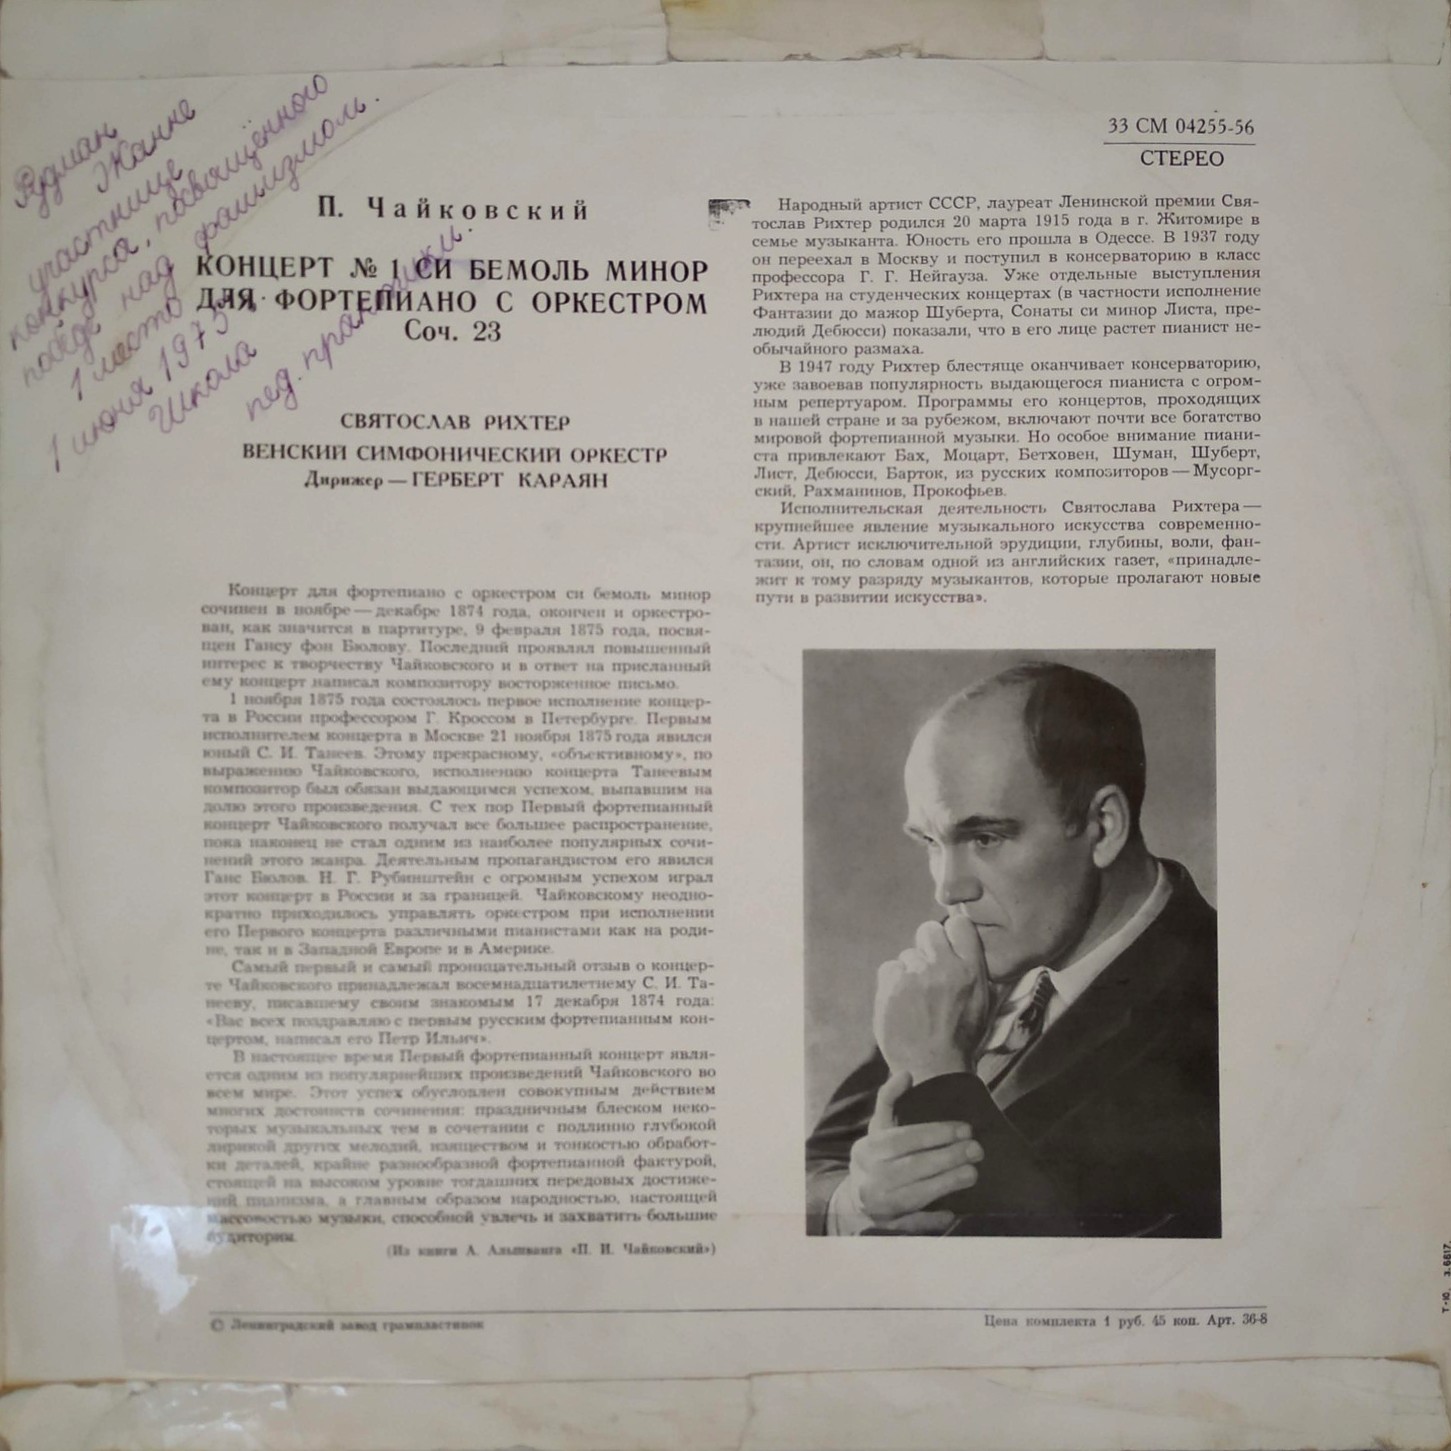 Рудман
Жанне
участнице
конкурса, посвящённого
победе над фашизмом.
1 место
1 июня 1975 г.
Школа
пед. практики.
33 СМ 04255-56
СТЕРЕО
П. Чайковский
КОНЦЕРТ № 1 СИ БЕМОЛЬ МИНОР
ДЛЯ ФОРТЕПИАНО С ОРКЕСТРОМ
Соч. 23
СВЯТОСЛАВ РИХТЕР
ВЕНСКИЙ СИМФОНИЧЕСКИЙ ОРКЕСТР
Дирижер — ГЕРБЕРТ КАРАЯН
Концерт для фортепиано с оркестром си бемоль минор
сочинен в ноябре — декабре 1874 года, окончен и оркестро-
ван, как значится в партитуре, 9 февраля 1875 года, посвя-
щен Гансу фон Бюлову. Последний проявлял повышенный
интерес к творчеству Чайковского и в ответ на присланный
ему концерт написал композитору восторженное письмо.
1 ноября 1875 года состоялось первое исполнение концер-
та в России профессором Г. Кроссом в Петербурге. Первым
исполнителем концерта в Москве 21 ноября 1875 года явился
юный С. И. Танеев. Этому прекрасному, «объективному», по
выражению Чайковского, исполнению концерта Танеевым
композитор был обязан выдающимся успехом, выпавшим на
долю этого произведения. С тех пор Первый фортепианный
концерт Чайковского получал все большее распространение,
пока наконец не стал одним из наиболее популярных сочи-
нений этого жанра. Деятельным пропагандистом его явился
Ганс Бюлов. Н. Г. Рубинштейн с огромным успехом играл
этот концерт в России и за границей. Чайковскому неодно-
кратно приходилось управлять оркестром при исполнении
его Первого концерта различными пианистами как на роди-
не, так и в Западной Европе и в Америке.
Самый первый и самый проницательный отзыв о концер-
те Чайковского принадлежал восемнадцатилетнему С. И. Та-
нееву, писавшему своим знакомым 17 декабря 1874 года:
«Вас всех поздравляю с первым русским фортепианным кон-
цертом, написал его Петр Ильич».
В настоящее время Первый фортепианный концерт явля-
ется одним из популярнейших произведений Чайковского во
всем мире. Этот успех обусловлен совокупным действием
многих достоинств сочинения: праздничным блеском неко-
торых музыкальных тем в сочетании с подлинно глубокой
лирикой других мелодий, изяществом и тонкостью обработ-
ки деталей, крайне разнообразной фортепианной фактурой,
стоящей на высоком уровне тогдашних передовых достиже-
ний пианизма, а главным образом народностью, настоящей
массовостью музыки, способной увлечь и захватить большие
аудитории.
(Из книги А. Альшванга «П. И. Чайковский»)
Народный артист СССР, лауреат Ленинской премии Свя-
тослав Рихтер родился 20 марта 1915 года в г. Житомире в
семье музыканта. Юность его прошла в Одессе. В 1937 году
он переехал в Москву и поступил в консерваторию в класс
профессора Г. Г. Нейгауза. Уже отдельные выступления
Рихтера на студенческих концертах (в частности исполнение
Фантазии до мажор Шуберта, Сонаты си минор Листа, пре-
людий Дебюсси) показали, что в его лице растет пианист не-
обычайного размаха.
В 1947 году Рихтер блестяще оканчивает консерваторию,
уже завоевав популярность выдающегося пианиста с огром-
ным репертуаром. Программы его концертов, проходящих
в нашей стране и за рубежом, включают почти все богатство
мировой фортепианной музыки. Но особое внимание пиани-
ста привлекают Бах, Моцарт, Бетховен, Шуман, Шуберт,
Лист, Дебюсси, Барток, из русских композиторов — Мусорг-
ский, Рахманинов, Прокофьев.
Исполнительская деятельность Святослава Рихтера —
крупнейшее явление музыкального искусства современно-
сти. Артист исключительной эрудиции, глубины, воли, фан-
тазии, он, по словам одной из английских газет, «принадле-
жит к тому разряду музыкантов, которые пролагают новые
пути в развитии искусства».
© Ленинградский завод грампластинок
Цена комплекта 1 руб. 45 коп. Арт. 36-8
Т-10. З.6617.